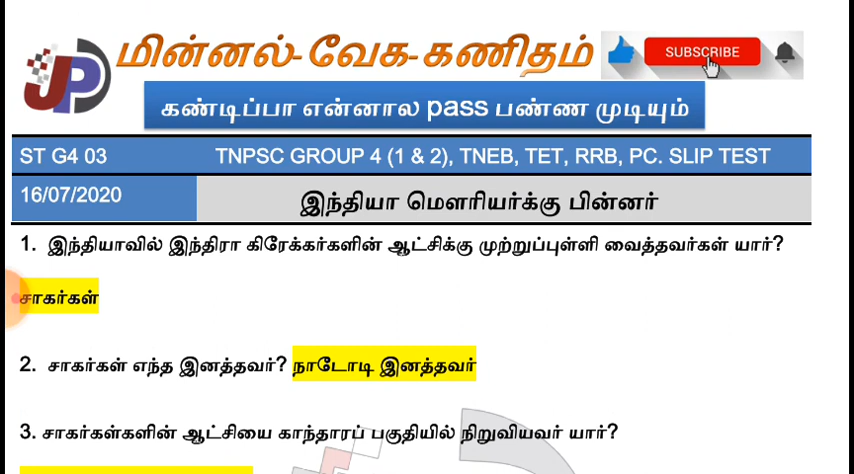 JP
மின்னல்-வேக-கணிதம்
SUBSCRIBE
கண்டிப்பா என்னால pass பண்ண முடியும்
ST G4 03 TNPSC GROUP 4 (1 & 2), TNEB, TET, RRB, PC. SLIP TEST
16/07/2020 இந்தியா மௌரியர்க்கு பின்னர்
1. இந்தியாவில் இந்திரா கிரேக்கர்களின் ஆட்சிக்கு முற்றுப்புள்ளி வைத்தவர்கள் யார்?
சாகர்கள்
2. சாகர்கள் எந்த இனத்தவர்? நாடோடி இனத்தவர்
3. சாகர்கள்களின் ஆட்சியை காந்தாரப் பகுதியில் நிறுவியவர் யார்?